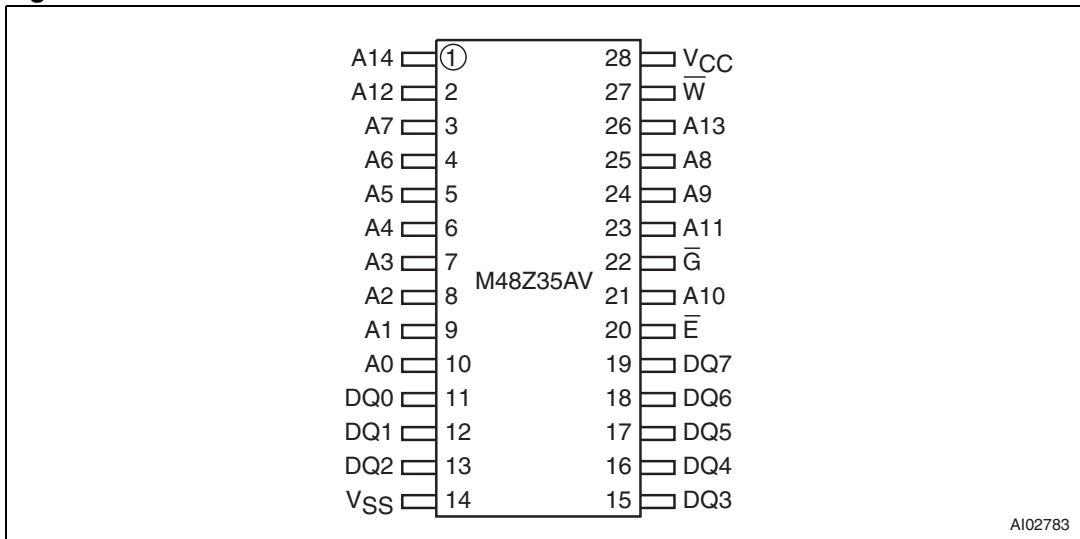 A14 1 28 VCC
A12 2 27 W̅
A7 3 26 A13
A6 4 25 A8
A5 5 24 A9
A4 6 23 A11
A3 7 22 G̅
M48Z35AV
A2 8 21 A10
A1 9 20 E̅
A0 10 19 DQ7
DQ0 11 18 DQ6
DQ1 12 17 DQ5
DQ2 13 16 DQ4
VSS 14 15 DQ3
AI02783